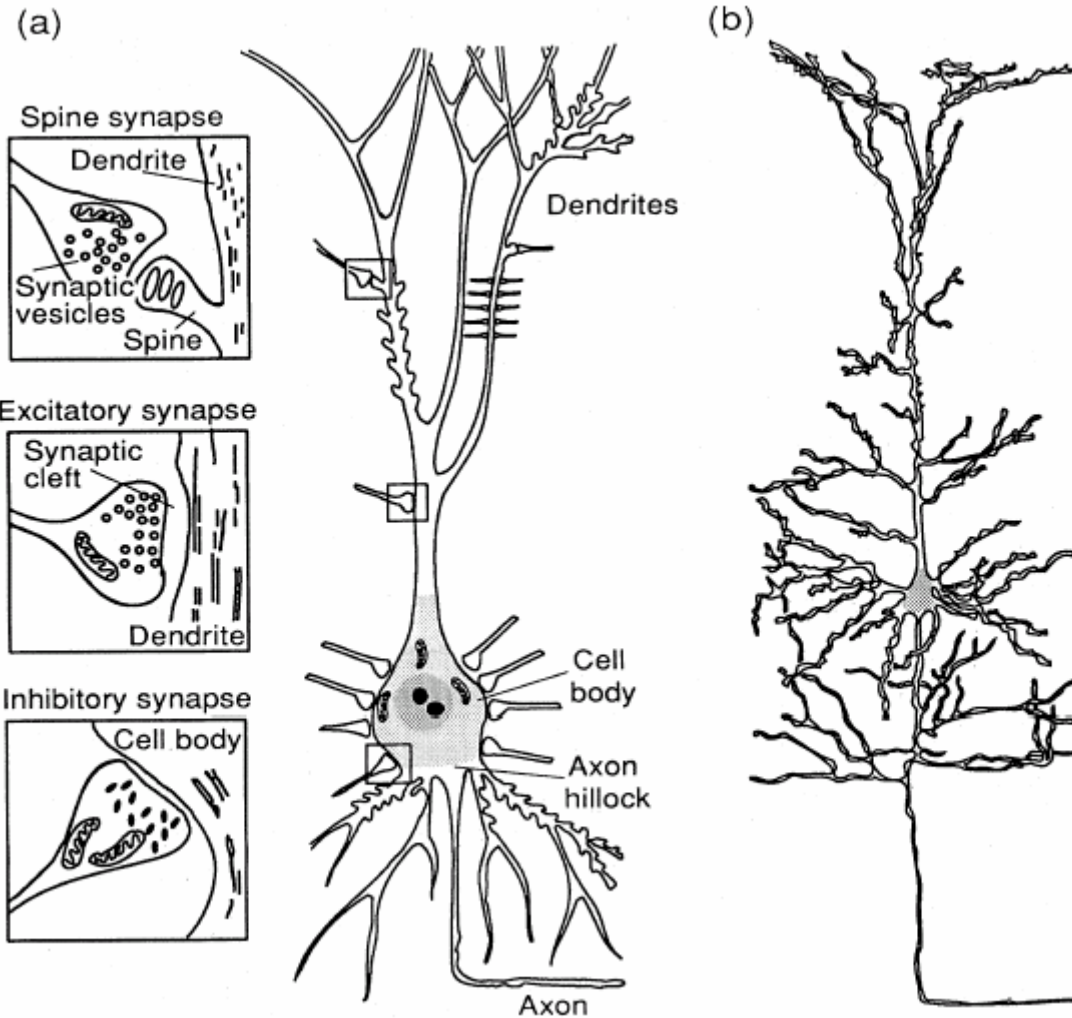 (a)
(b)
Spine synapse
Dendrite
Synaptic
vesicles
Spine
Excitatory synapse
Synaptic
cleft
Dendrite
Inhibitory synapse
Cell body
Dendrites
Cell
body
Axon
hillock
Axon